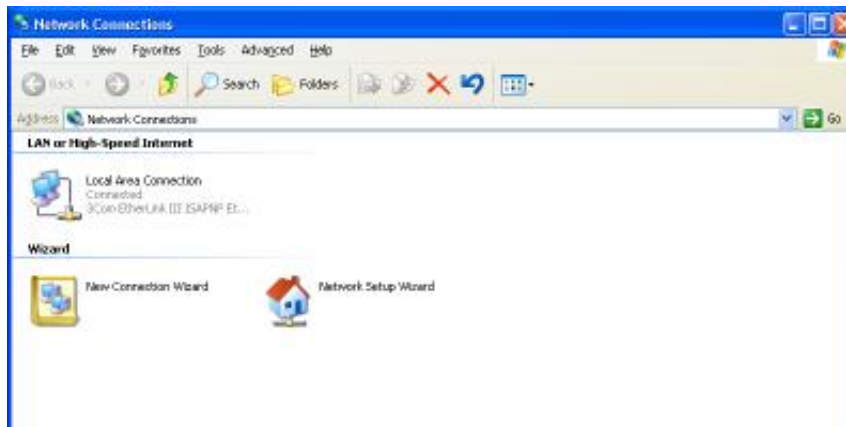 Network Connections
File Edit View Favorites Tools Advanced Help
Back Search Folders
Address Network Connections Go
LAN or High-Speed Internet
Local Area Connection
Connected
3Com EtherLink III ISAPNP Et...
Wizard
New Connection Wizard Network Setup Wizard